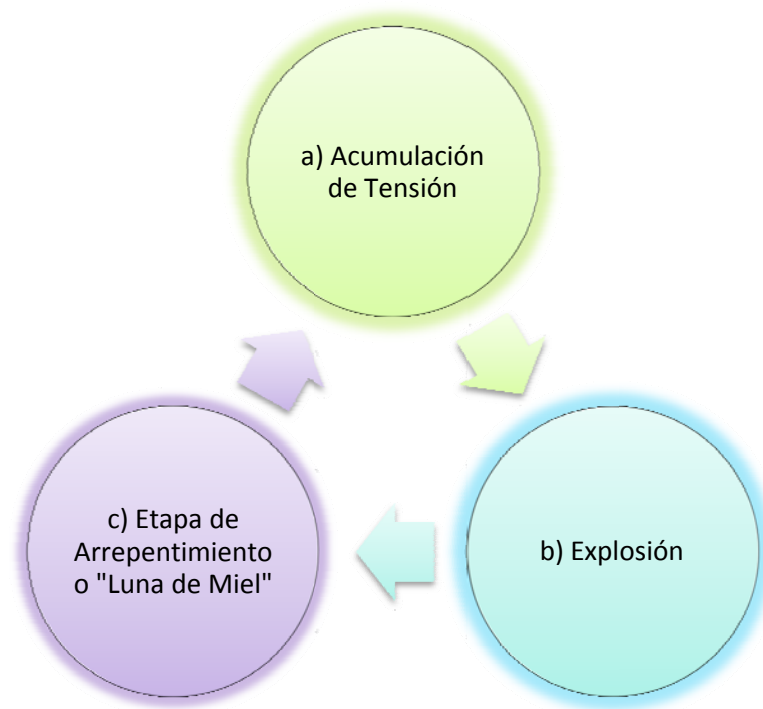 a) Acumulación
de Tensión
b) Explosión
c) Etapa de
Arrepentimiento
o "Luna de Miel"